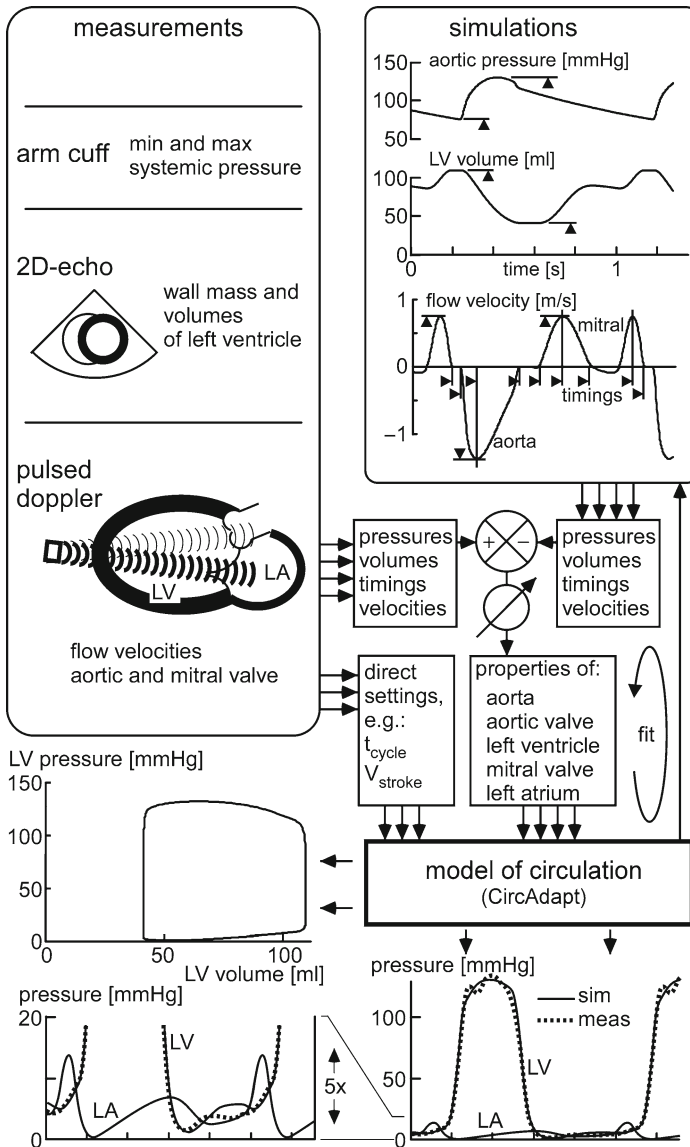 measurements
arm cuff
min and max
systemic pressure
2D-echo
wall mass and
volumes
of left ventricle
pulsed
doppler
LV
LA
flow velocities
aortic and mitral valve
simulations
aortic pressure [mmHg]
150
100
50
LV volume [ml]
100
50
0
0
time [s]
1
flow velocity [m/s]
1
0
−1
mitral
timings
aorta
pressures
volumes
timings
velocities
+
−
pressures
volumes
timings
velocities
direct
settings,
e.g.:
tcycle
Vstroke
properties of:
aorta
aortic valve
left ventricle
mitral valve
left atrium
fit
model of circulation
(CircAdapt)
LV pressure [mmHg]
150
100
50
0
0
50
100
LV volume [ml]
pressure [mmHg]
20
10
0
LV
LA
5x
pressure [mmHg]
100
50
0
sim
meas
LV
LA